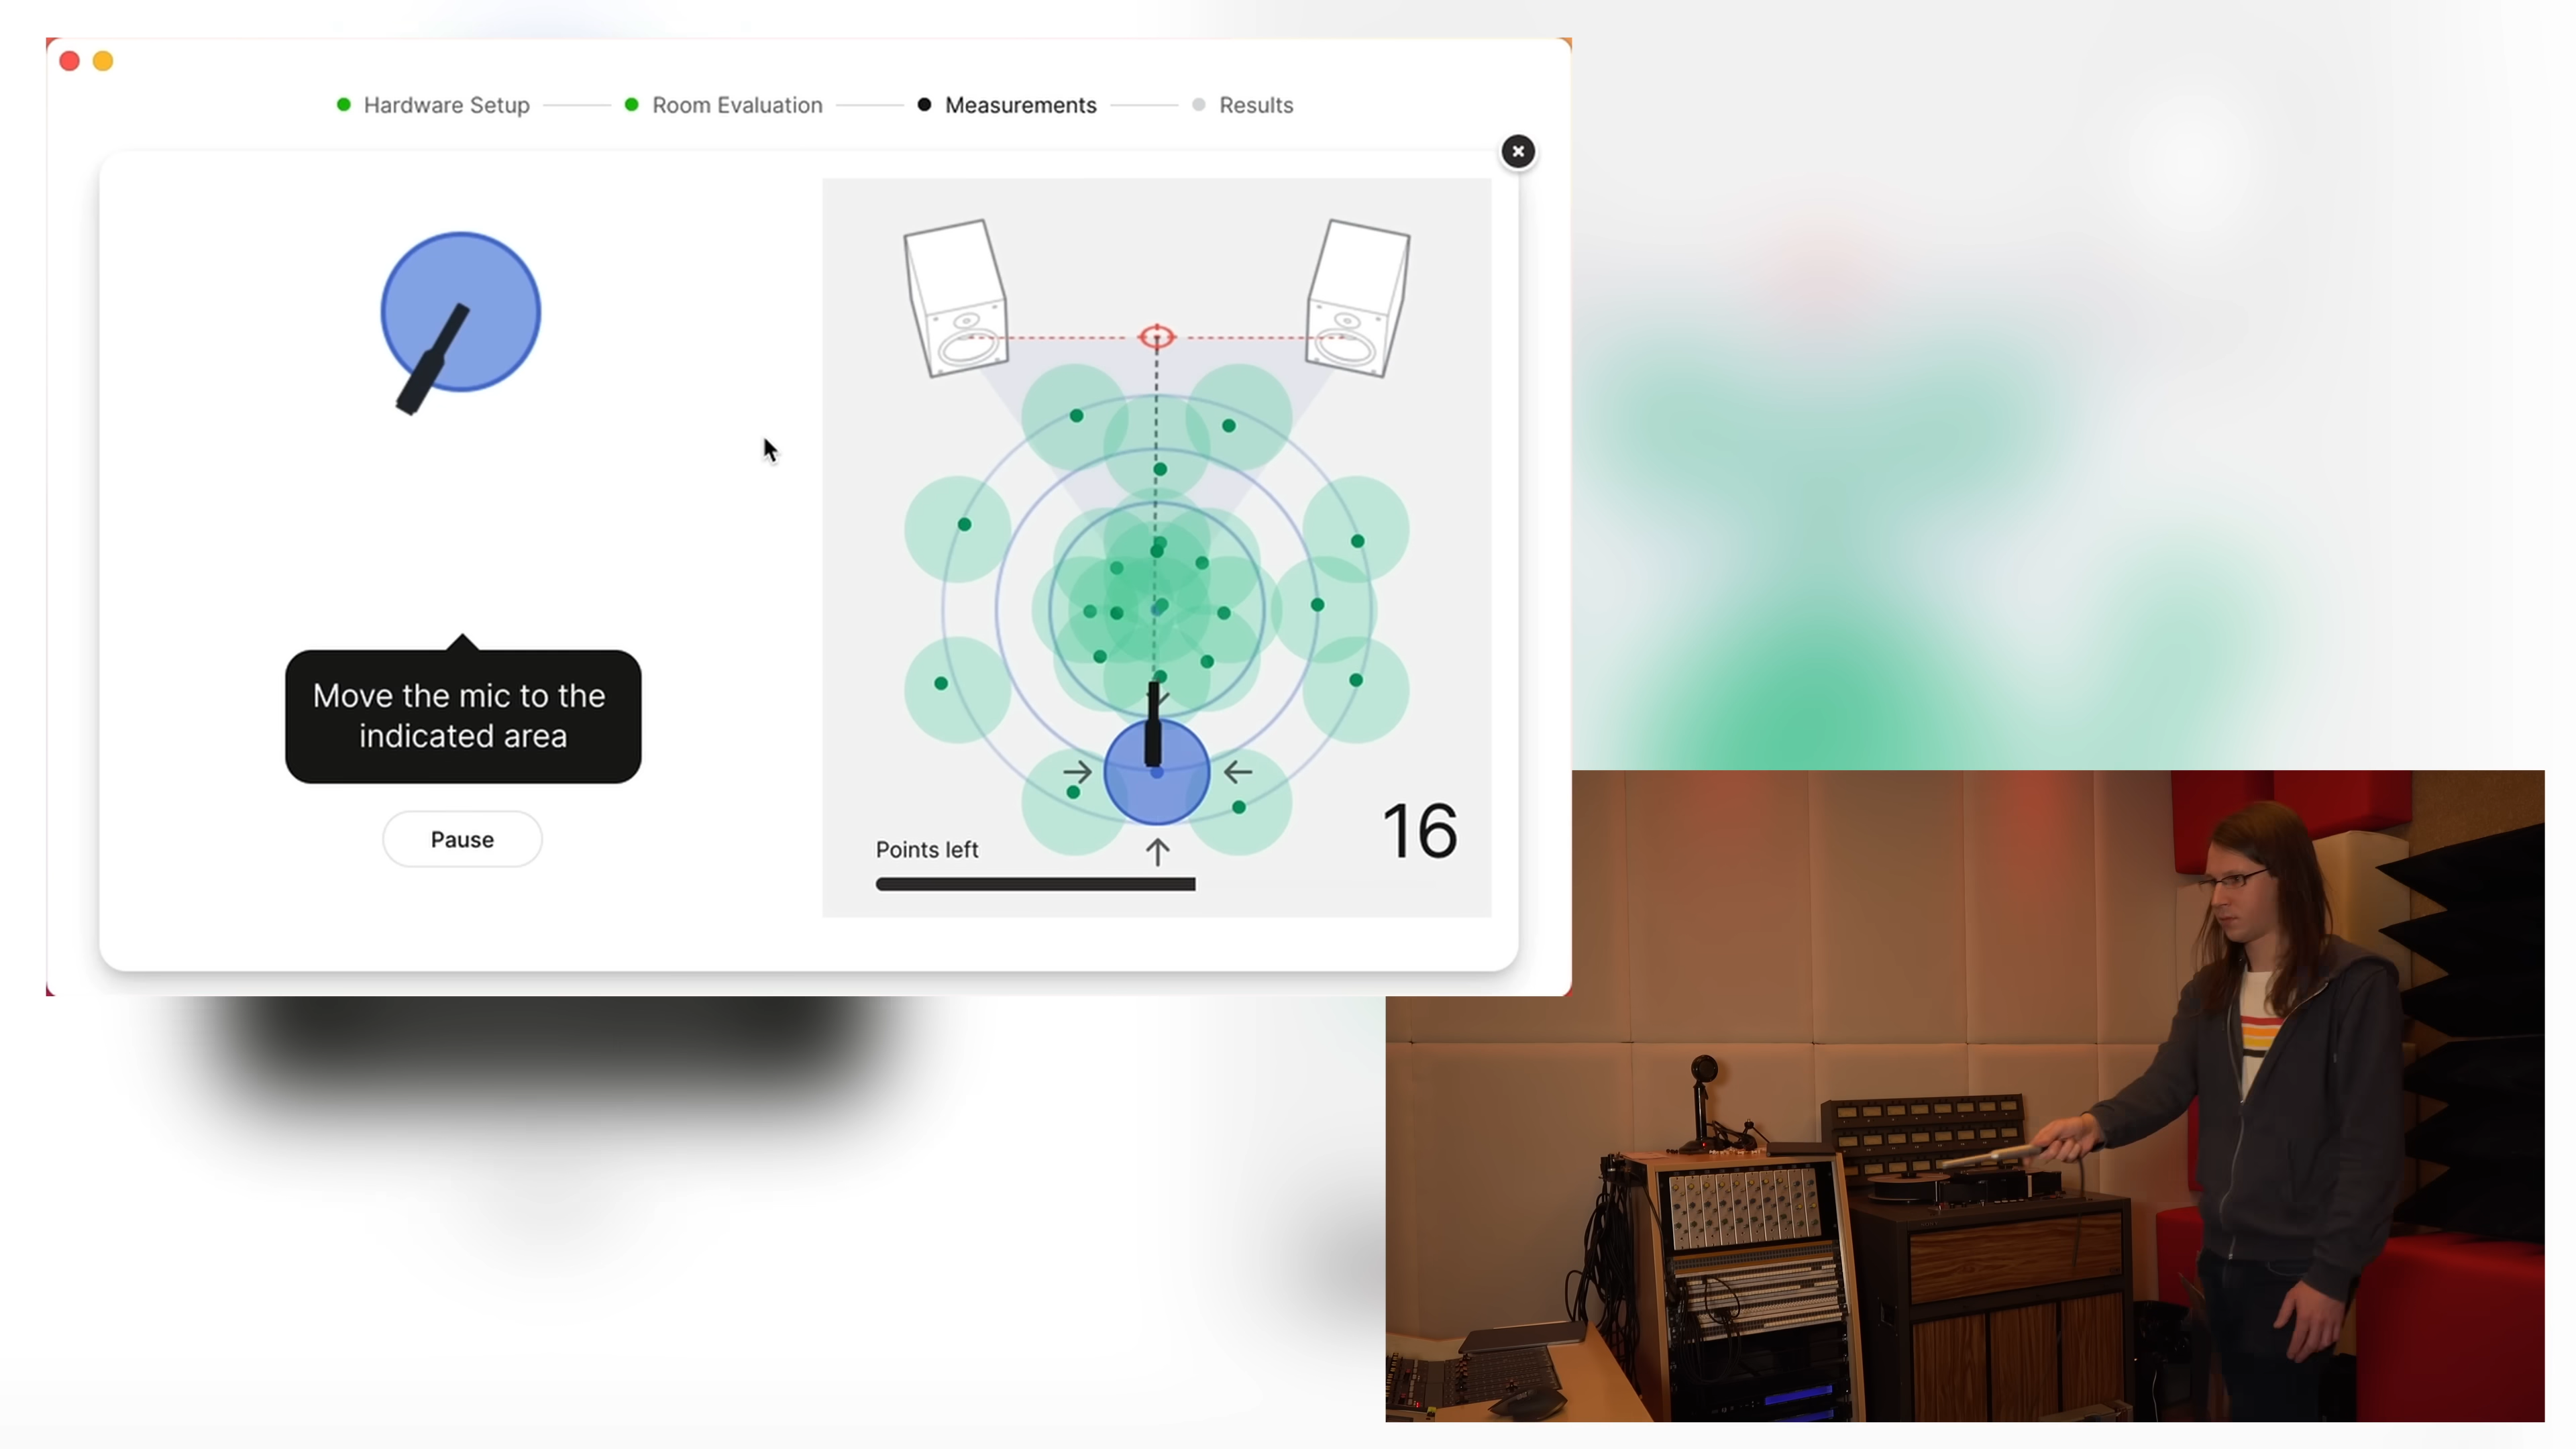 Hardware Setup
Room Evaluation
Measurements
Results
Move the mic to the
indicated area
Pause
Points left
16